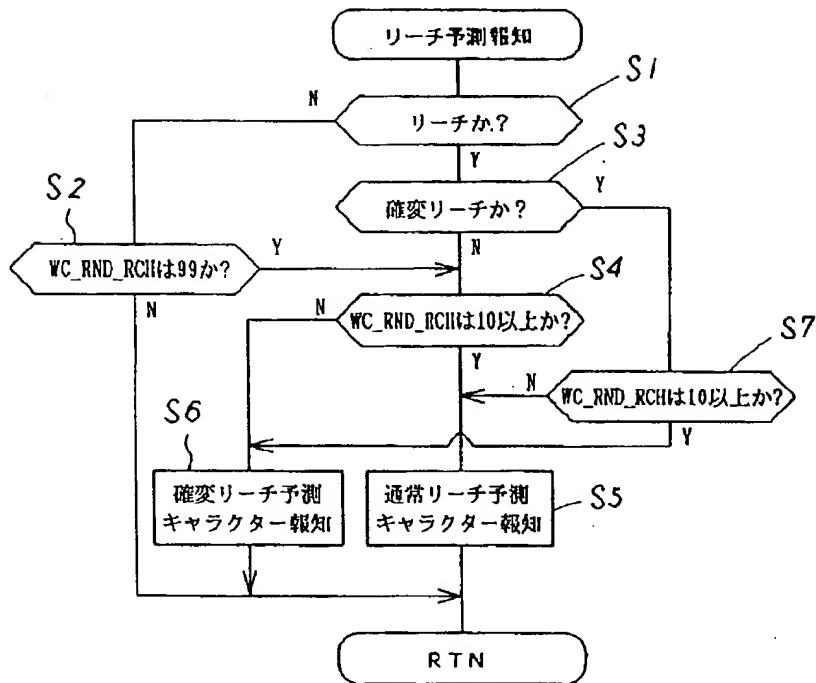 リーチ予測報知
S1
N
リーチか?
S3
Y
Y
S2
確変リーチか?
Y
N
S4
WC_RND_RCHは99か?
N
N
WC_RND_RCHは10以上か?
S7
Y
N
WC_RND_RCHは10以上か?
S6
Y
確変リーチ予測
キャラクター報知
通常リーチ予測
キャラクター報知
S5
RTN